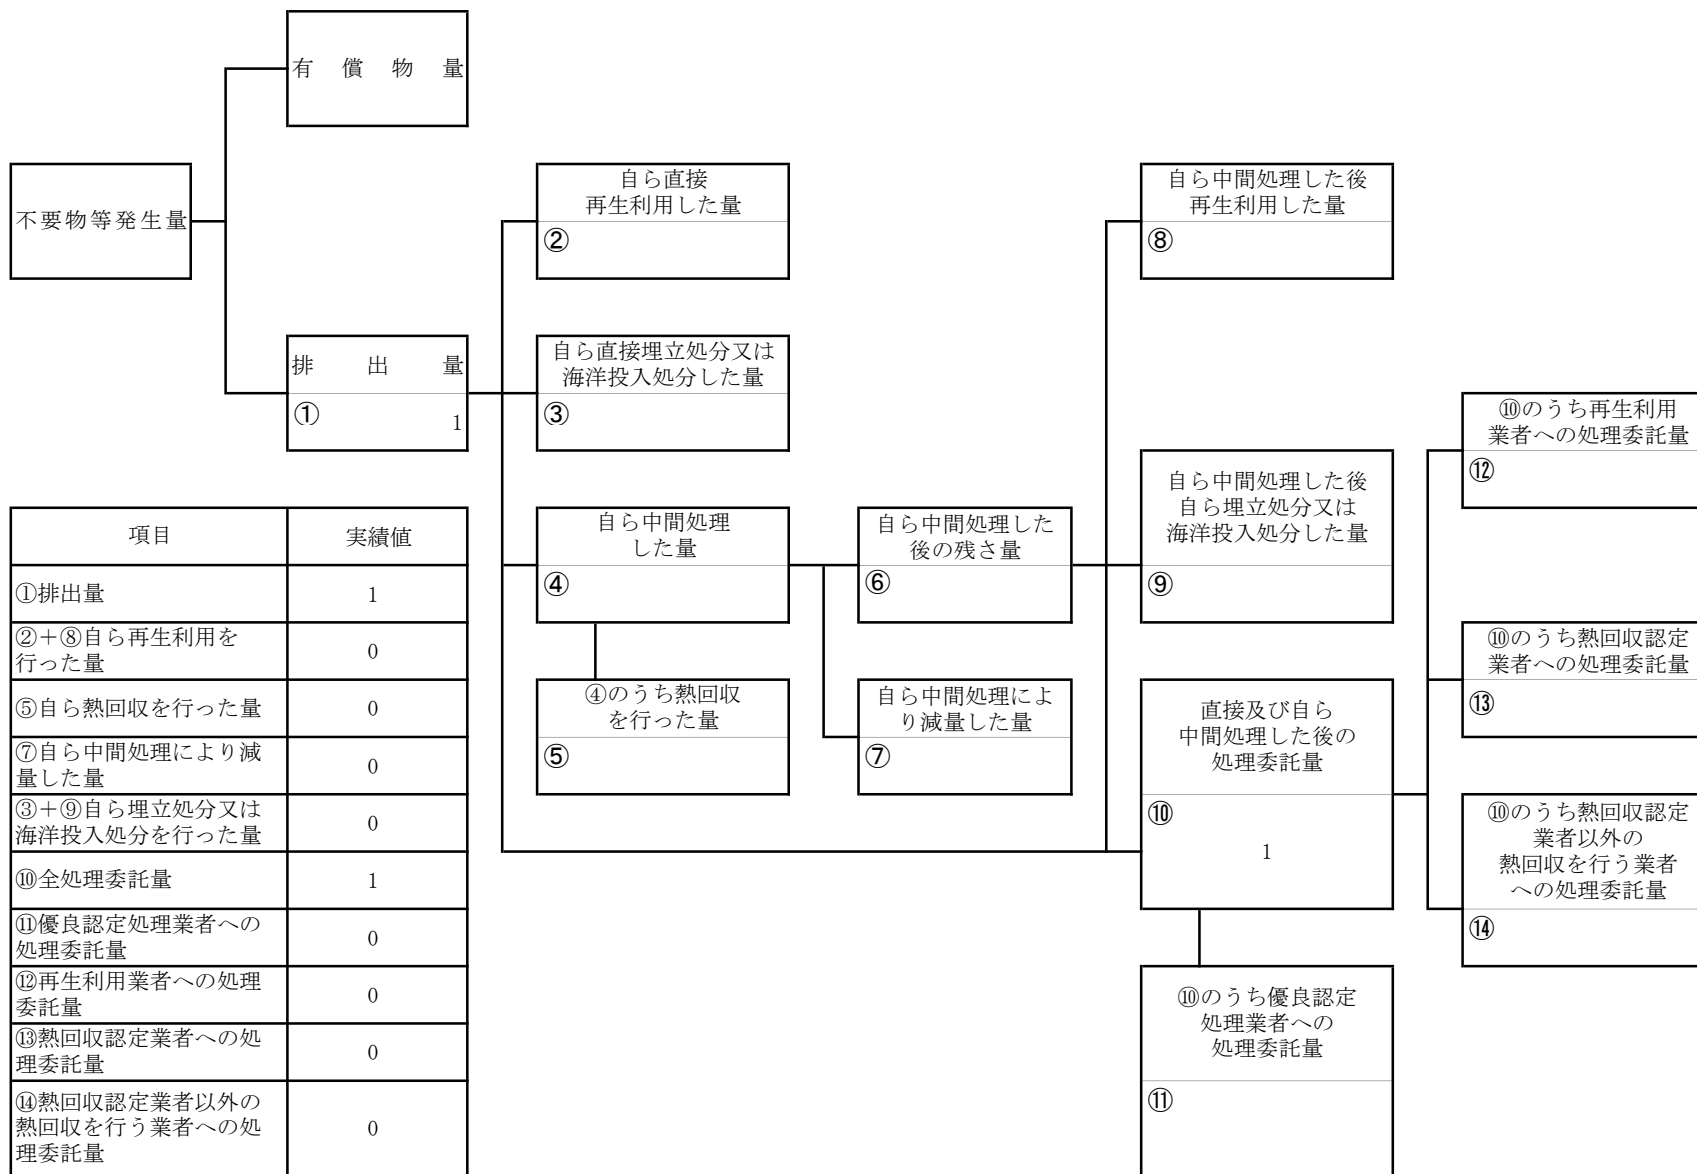 有償物量
不要物等発生量
排出量
①
1
自ら直接
再生利用した量
②
自ら直接埋立処分又は
海洋投入処分した量
③
自ら中間処理
した量
④
④のうち熱回収
を行った量
⑤
自ら中間処理した
後の残さ量
⑥
自ら中間処理によ
り減量した量
⑦
自ら中間処理した後
再生利用した量
⑧
自ら中間処理した後
自ら埋立処分又は
海洋投入処分した量
⑨
直接及び自ら
中間処理した後の
処理委託量
⑩
1
⑩のうち優良認定
処理業者への
処理委託量
⑪
⑩のうち再生利用
業者への処理委託量
⑫
⑩のうち熱回収認定
業者への処理委託量
⑬
⑩のうち熱回収認定
業者以外の
熱回収を行う業者
への処理委託量
⑭
項目 実績値
①排出量 1
②+⑧自ら再生利用を
行った量 0
⑤自ら熱回収を行った量 0
⑦自ら中間処理により減
量した量 0
③+⑨自ら埋立処分又は
海洋投入処分を行った量 0
⑩全処理委託量 1
⑪優良認定処理業者への
処理委託量 0
⑫再生利用業者への処理
委託量 0
⑬熱回収認定業者への処
理委託量 0
⑭熱回収認定業者以外の
熱回収を行う業者への処 0
理委託量